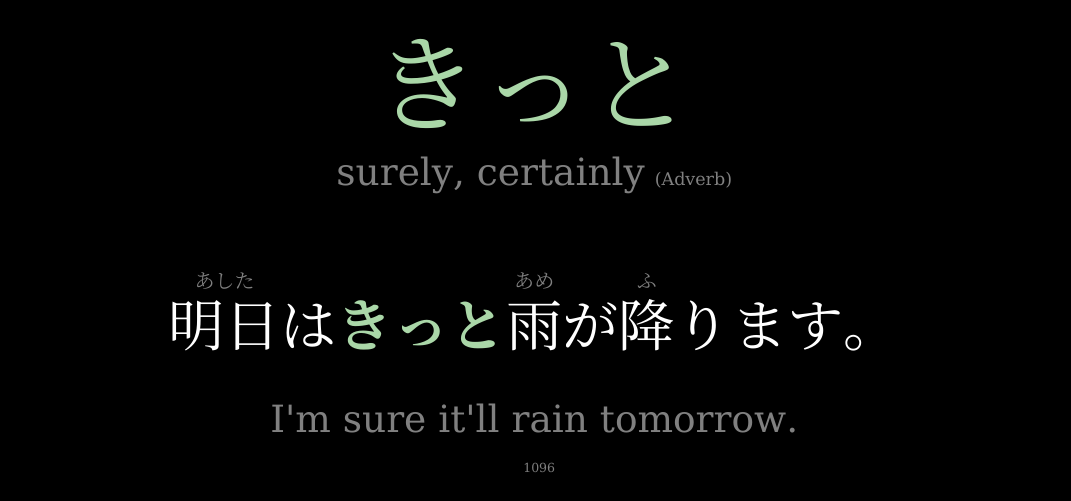 きっと
surely, certainly (Adverb)
あした あめ ふ
明日はきっと雨が降ります。
I'm sure it'll rain tomorrow.
1096